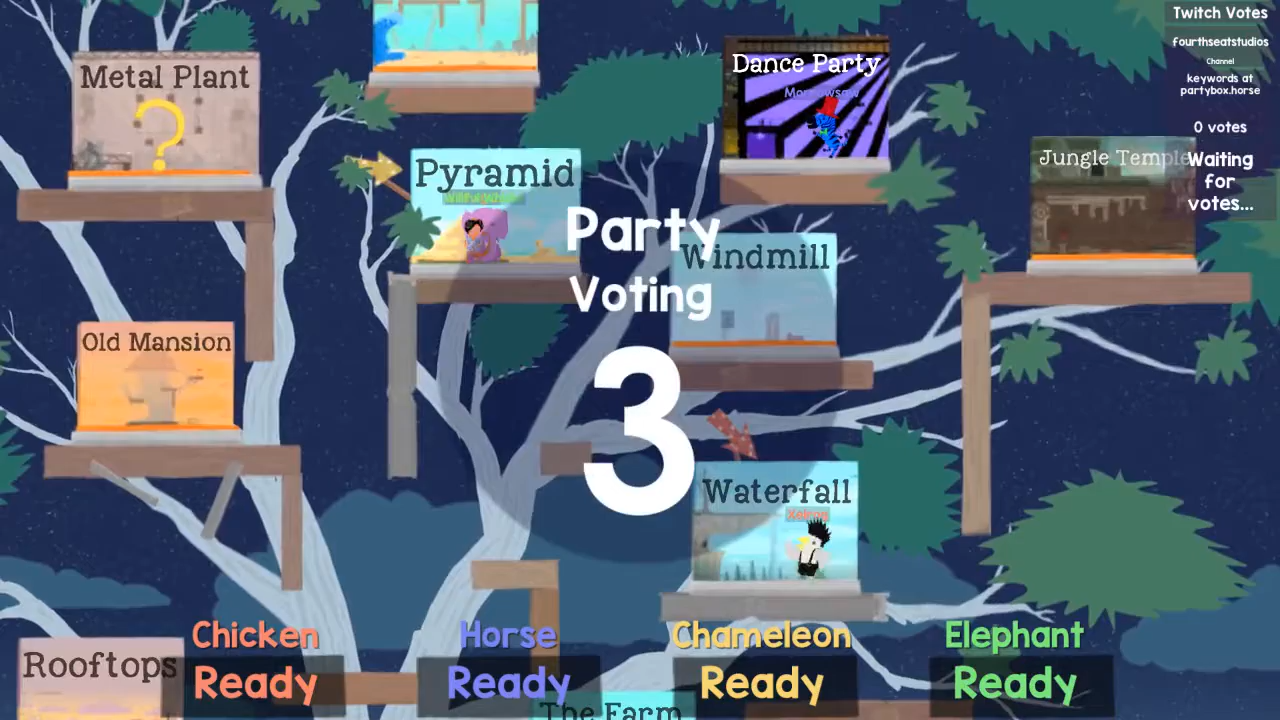 Twitch Votes
fourthseatstudios
Channel
keywords at
partybox.horse
0 votes
Waiting
for
votes...
Metal Plant
?
Dance Party
Morrowsaw
Jungle Temple
Pyramid
Party
Voting
3
Windmill
Old Mansion
Waterfall
Chicken
Ready
Horse
Ready
Chameleon
Ready
Elephant
Ready
Rooftops
The Farm